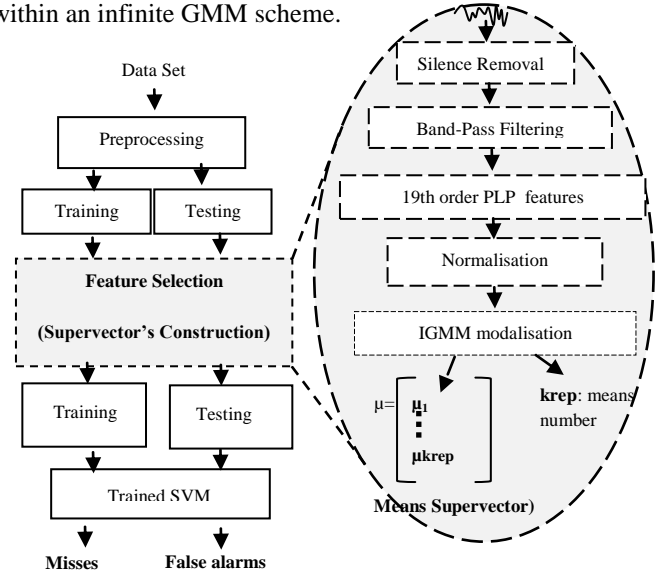 within an infinite GMM scheme.
Data Set
Preprocessing
Training
Testing
Feature Selection
(Supervector's Construction)
Training
Testing
Trained SVM
Misses
False alarms
Silence Removal
Band-Pass Filtering
19th order PLP features
Normalisation
IGMM modalisation
μ=
μ1
μkrep
krep: means
number
Means Supervector)